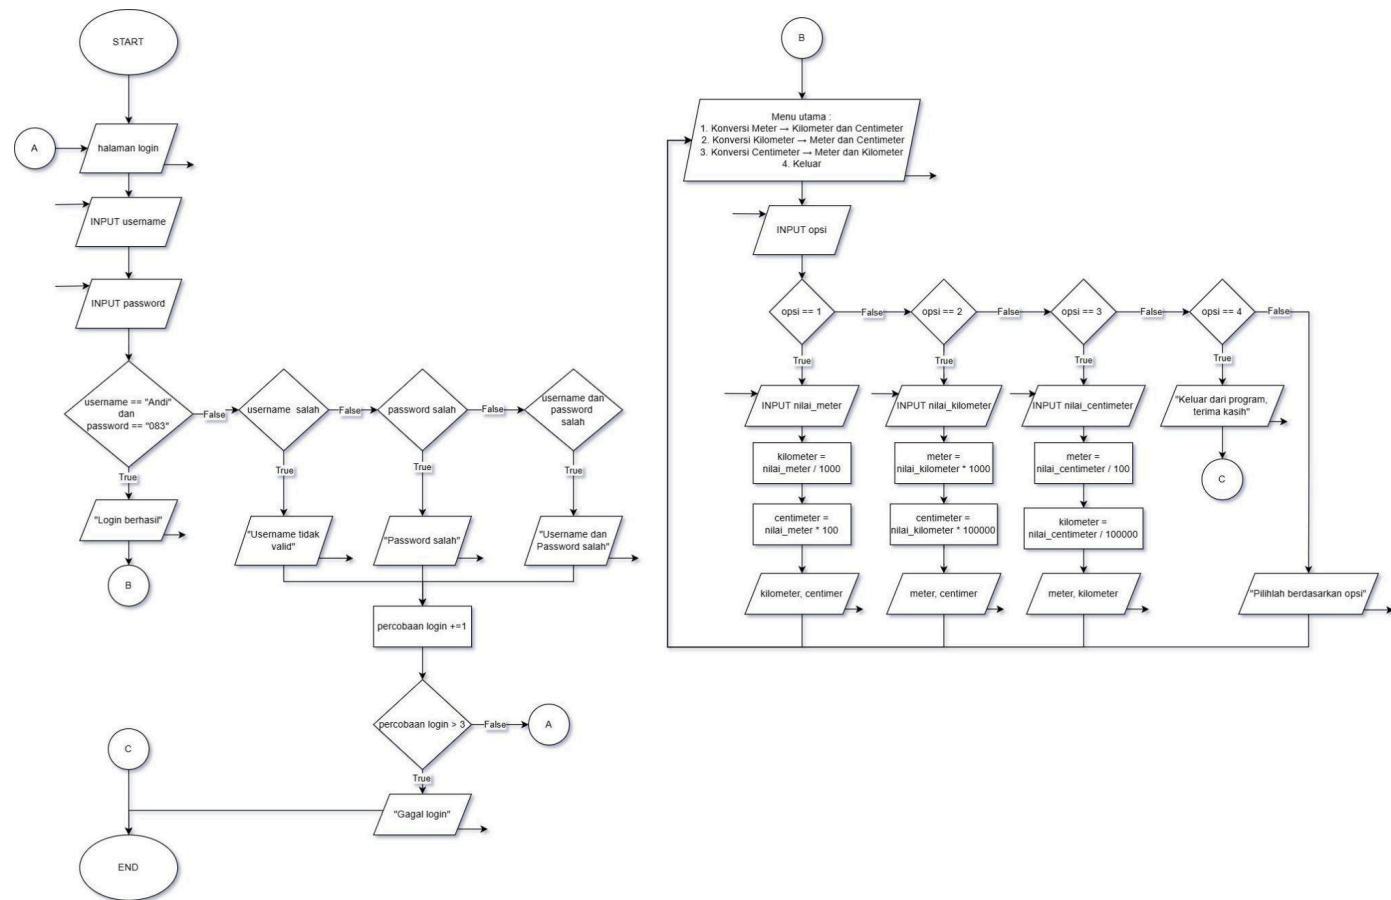 START
A
halaman login
INPUT username
INPUT password
username == "Andi"
dan
password == "083"
False
username salah
False
password salah
False
username dan
password
salah
True
True
True
True
"Login berhasil"
"Username tidak
valid"
"Password salah"
"Username dan
Password salah"
B
percobaan login +=1
percobaan login > 3
False
A
True
"Gagal login"
C
END
B
Menu utama :
1. Konversi Meter → Kilometer dan Centimeter
2. Konversi Kilometer → Meter dan Centimeter
3. Konversi Centimeter → Meter dan Kilometer
4. Keluar
INPUT opsi
opsi == 1
False
opsi == 2
False
opsi == 3
False
opsi == 4
False
True
True
True
True
INPUT nilai_meter
INPUT nilai_kilometer
INPUT nilai_centimeter
"Keluar dari program,
terima kasih"
kilometer =
nilai_meter / 1000
meter =
nilai_kilometer * 1000
meter =
nilai_centimeter / 100
C
centimeter =
nilai_meter * 100
centimeter =
nilai_kilometer * 100000
kilometer =
nilai_centimeter / 100000
kilometer, centimer
meter, centimer
meter, kilometer
"Pilihlah berdasarkan opsi"